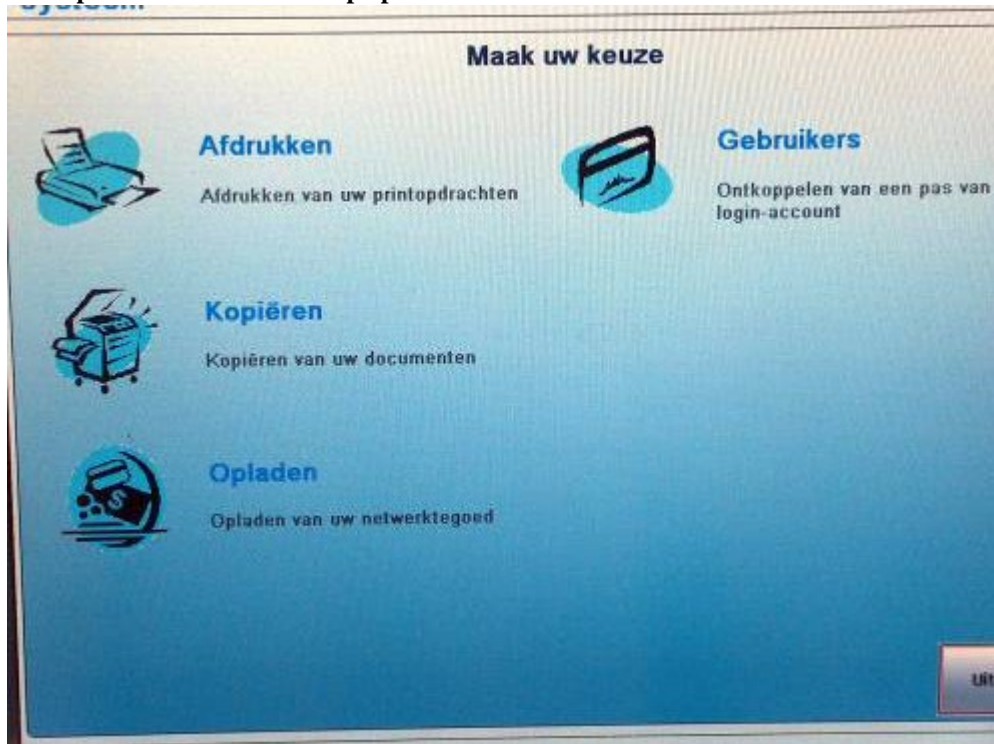 Maak uw keuze
Afdrukken
Afdrukken van uw printopdrachten
Gebruikers
Ontkoppelen van een pas van
login-account
Kopiëren
Kopiëren van uw documenten
Opladen
Opladen van uw netwerktegoed